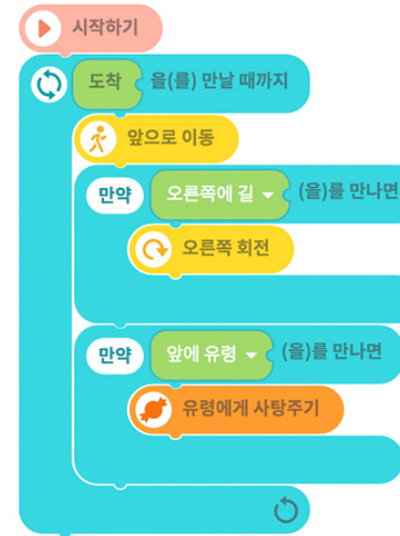 시작하기
도착 을(를) 만날 때까지
앞으로 이동
만약 오른쪽에 길 (을)를 만나면
오른쪽 회전
만약 앞에 유령 (을)를 만나면
유령에게 사탕주기